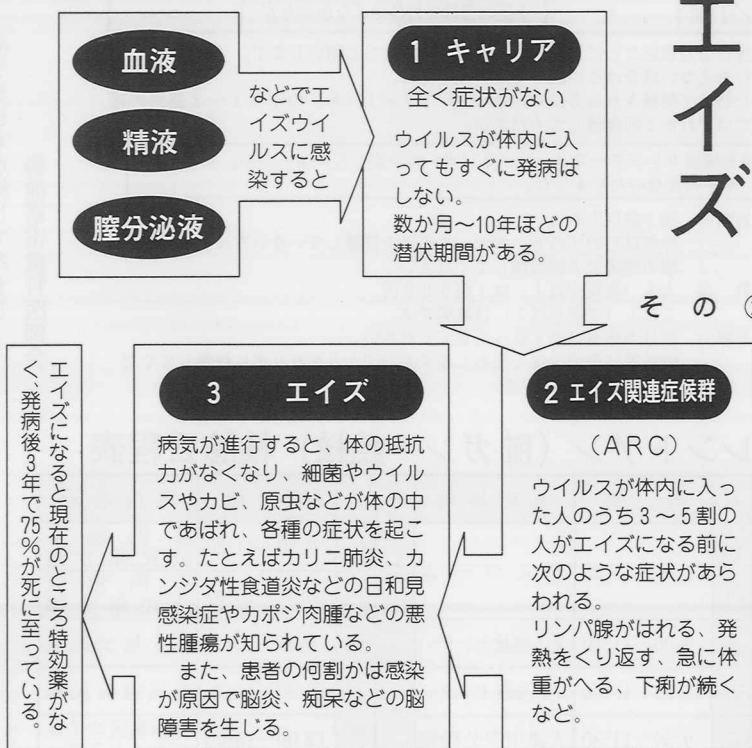 エイズ
その
血液
精液
膣分泌液
などでエ
イズウイ
ルスに感
染すると
1 キャリア
全く症状がない
ウイルスが体内に入
ってもすぐに発病は
しない。
数か月〜10年ほどの
潜伏期間がある。
2 エイズ関連症候群
(ARC)
ウイルスが体内に入っ
た人のうち3〜5割の
人がエイズになる前に
次のような症状があら
われる。
リンパ腺がはれる、発
熱をくり返す、急に体
重がへる、下痢が続く
など。
3 エイズ
病気が進行すると、体の抵抗
力がなくなり、細菌やウイル
スやカビ、原虫などが体の中
であばれ、各種の症状を起こ
す。たとえばカリニ肺炎、カ
ンジダ性食道炎などの日和見
感染症やカポジ肉腫などの悪
性腫瘍が知られている。
また、患者の何割かは感染
が原因で脳炎、痴呆などの脳
障害を生じる。
エイズになると現在のところ特効薬がな
く、発病後3年で75%が死に至っている。